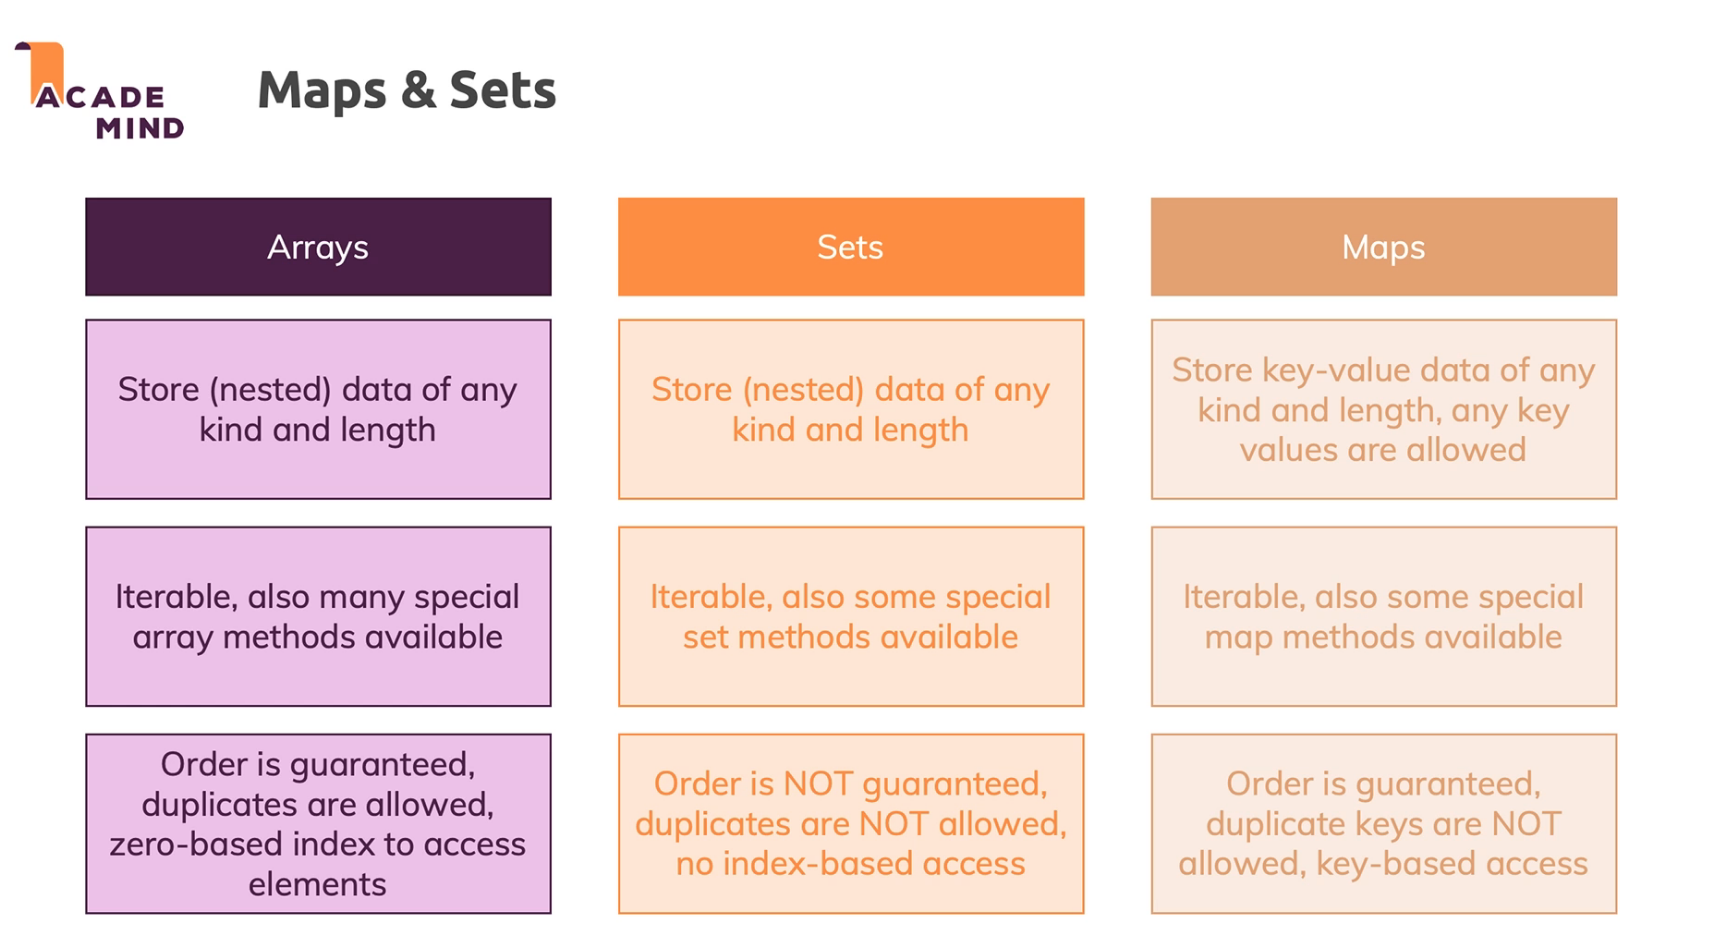 ACADE
MIND
Maps & Sets
Arrays
Store (nested) data of any
kind and length
Iterable, also many special
array methods available
Order is guaranteed,
duplicates are allowed,
zero-based index to access
elements
Sets
Store (nested) data of any
kind and length
Iterable, also some special
set methods available
Order is NOT guaranteed,
duplicates are NOT allowed,
no index-based access
Maps
Store key-value data of any
kind and length, any key
values are allowed
Iterable, also some special
map methods available
Order is guaranteed,
duplicate keys are NOT
allowed, key-based access